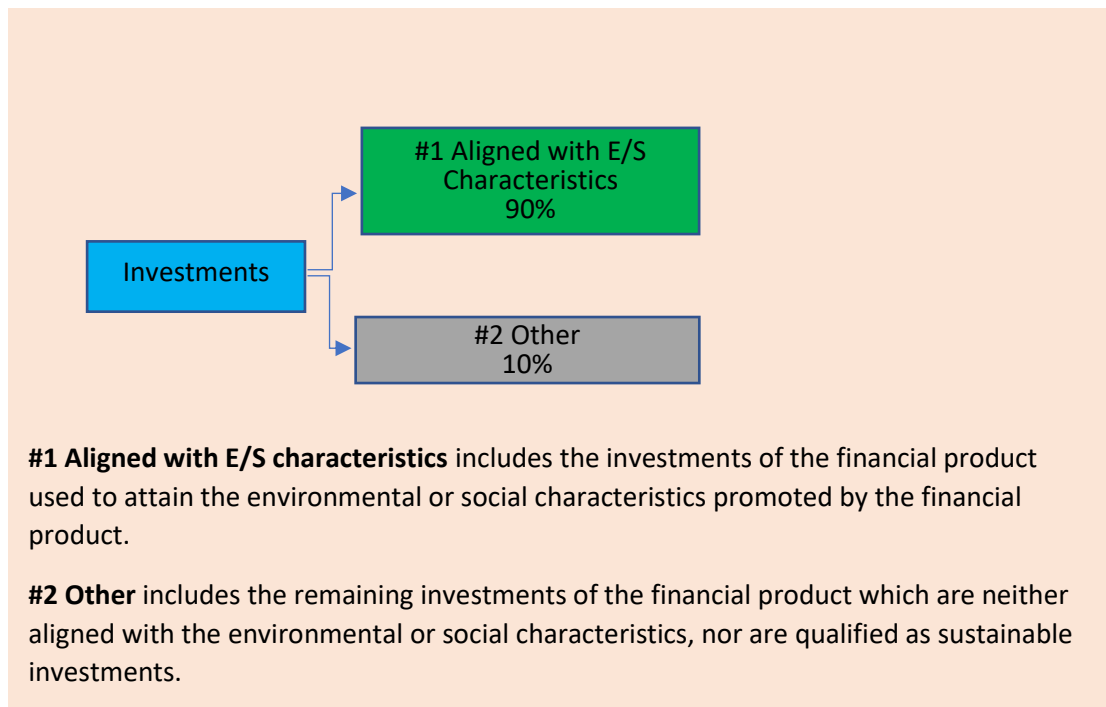 #1 Aligned with E/S
Characteristics
90%
Investments
#2 Other
10%
#1 Aligned with E/S characteristics includes the investments of the financial product
used to attain the environmental or social characteristics promoted by the financial
product.
#2 Other includes the remaining investments of the financial product which are neither
aligned with the environmental or social characteristics, nor are qualified as sustainable
investments.